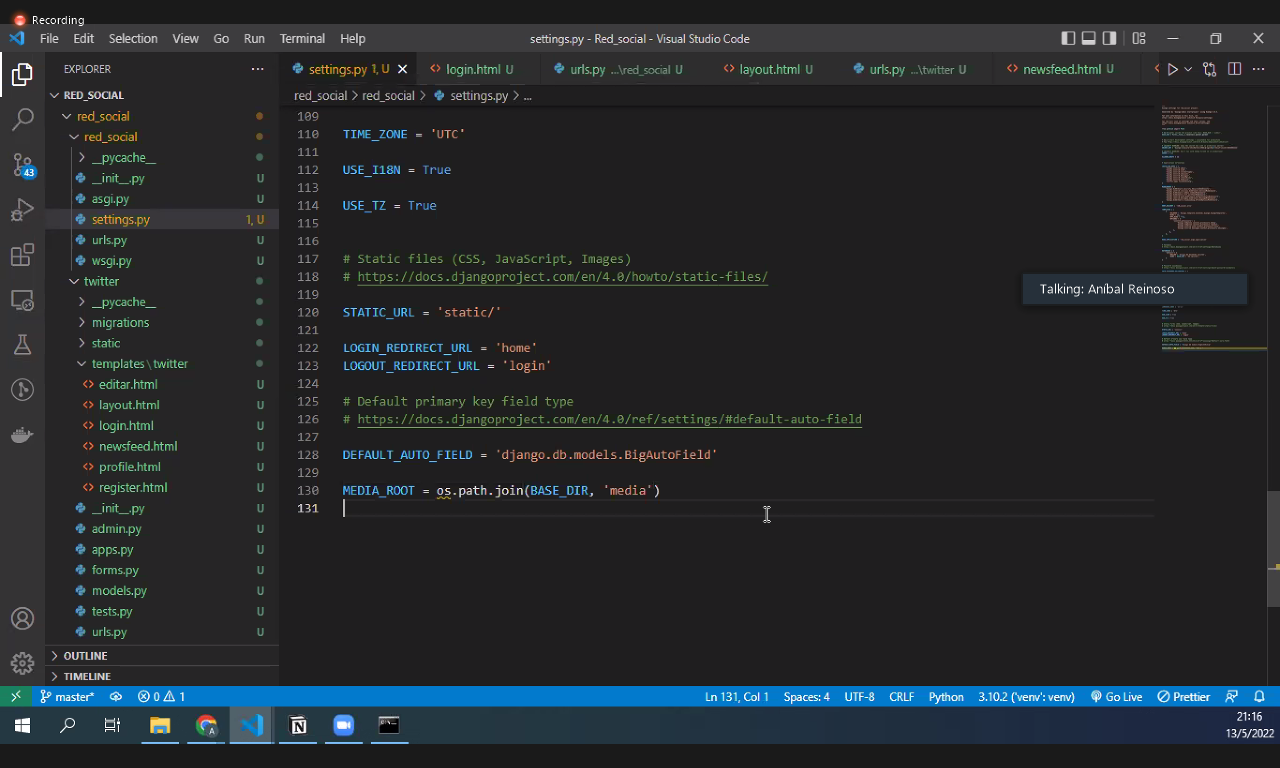 Recording
File Edit Selection View Go Run Terminal Help
settings.py - Red_social - Visual Studio Code
EXPLORER
settings.py 1, U
login.html U
urls.py ...\red_social U
layout.html U
urls.py ...\twitter U
newsfeed.html U
red_social > red_social > settings.py > ...
RED_SOCIAL
red_social
red_social
__pycache__
__init__.py U
asgi.py U
settings.py 1, U
urls.py U
wsgi.py U
twitter
__pycache__
migrations
static
templates \ twitter
editar.html U
layout.html U
login.html U
newsfeed.html U
profile.html U
register.html U
__init__.py U
admin.py U
apps.py U
forms.py U
models.py U
tests.py U
urls.py U
OUTLINE
TIMELINE
43
109
110 TIME_ZONE = 'UTC'
111
112 USE_I18N = True
113
114 USE_TZ = True
115
116
117 # Static files (CSS, JavaScript, Images)
118 # https://docs.djangoproject.com/en/4.0/howto/static-files/
119
120 STATIC_URL = 'static/'
121
122 LOGIN_REDIRECT_URL = 'home'
123 LOGOUT_REDIRECT_URL = 'login'
124
125 # Default primary key field type
126 # https://docs.djangoproject.com/en/4.0/ref/settings/#default-auto-field
127
128 DEFAULT_AUTO_FIELD = 'django.db.models.BigAutoField'
129
130 MEDIA_ROOT = os.path.join(BASE_DIR, 'media')
131
Talking: Aníbal Reinoso
master* 0 1
Ln 131, Col 1 Spaces: 4 UTF-8 CRLF Python 3.10.2 ('venv': venv) Go Live Prettier
21:16
13/5/2022